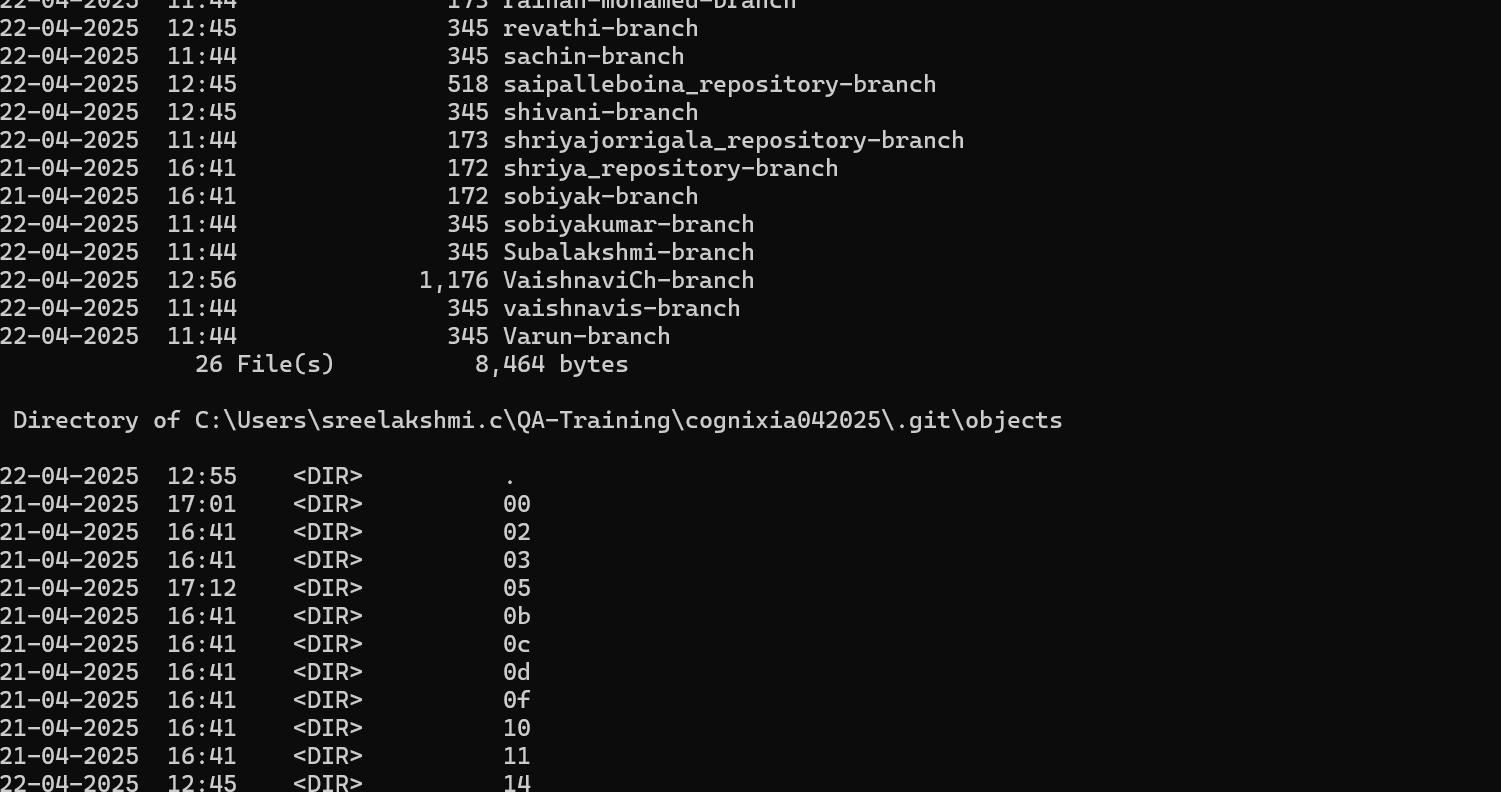 22-04-2025  11:44               173 raihan-mohamed-branch
22-04-2025  12:45               345 revathi-branch
22-04-2025  11:44               345 sachin-branch
22-04-2025  12:45               518 saipalleboina_repository-branch
22-04-2025  12:45               345 shivani-branch
22-04-2025  11:44               173 shriyajorrigala_repository-branch
21-04-2025  16:41               172 shriya_repository-branch
21-04-2025  16:41               172 sobiyak-branch
22-04-2025  11:44               345 sobiyakumar-branch
22-04-2025  11:44               345 Subalakshmi-branch
22-04-2025  12:56             1,176 VaishnaviCh-branch
22-04-2025  11:44               345 vaishnavis-branch
22-04-2025  11:44               345 Varun-branch
              26 File(s)          8,464 bytes
 Directory of C:\Users\sreelakshmi.c\QA-Training\cognixia042025\.git\objects
22-04-2025  12:55    <DIR>          .
21-04-2025  17:01    <DIR>          00
21-04-2025  16:41    <DIR>          02
21-04-2025  16:41    <DIR>          03
21-04-2025  17:12    <DIR>          05
21-04-2025  16:41    <DIR>          0b
21-04-2025  16:41    <DIR>          0c
21-04-2025  16:41    <DIR>          0d
21-04-2025  16:41    <DIR>          0f
21-04-2025  16:41    <DIR>          10
21-04-2025  16:41    <DIR>          11
22-04-2025  12:45    <DIR>          14